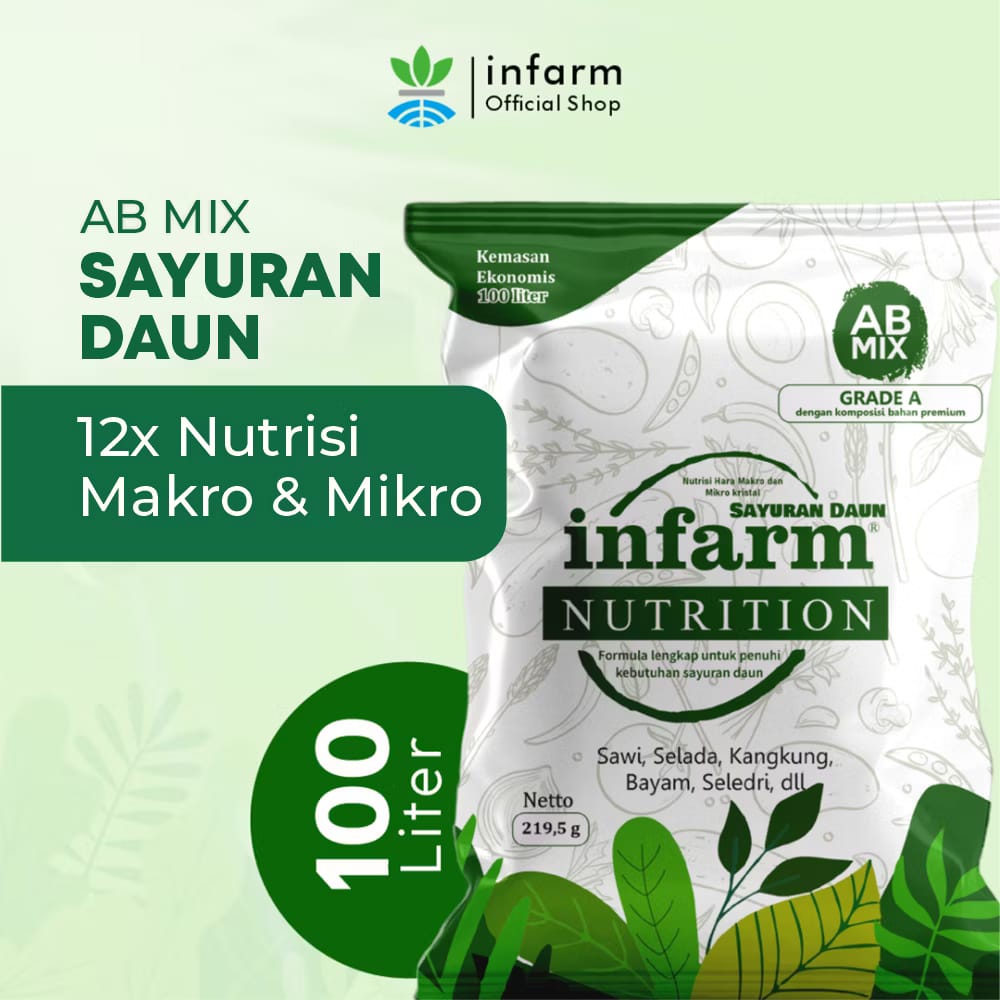 infarm
Official Shop
AB MIX
SAYURAN
DAUN
12x Nutrisi
Makro & Mikro
100
Liter
Kemasan
Ekonomis
100 liter
AB
MIX
GRADE A
dengan komposisi bahan premium
Nutrisi Hara Makro dan
Mikro kristal
SAYURAN DAUN
infarm®
NUTRITION
Formula lengkap untuk penuhi
kebutuhan sayuran daun
Sawi, Selada, Kangkung,
Bayam, Seledri, dll
Netto
219,5 g